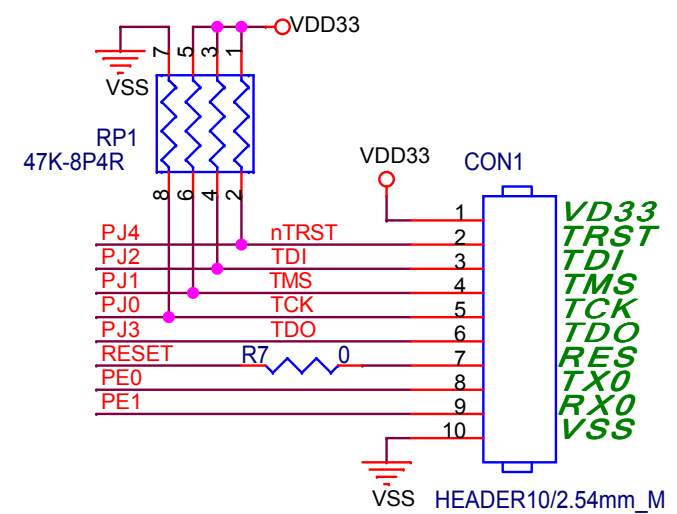 VDD33
7 5 3 1
VSS
RP1
47K-8P4R
8 6 4 2
VDD33
CON1
PJ4 nTRST 1 VD33
PJ2 TDI 2 TRST
PJ1 TMS 3 TDI
PJ0 TCK 4 TMS
PJ3 TDO 5 TCK
RESET R7 0 6 TDO
PE0 7 RES
PE1 8 TX0
9 RX0
10 VSS
VSS
HEADER10/2.54mm_M